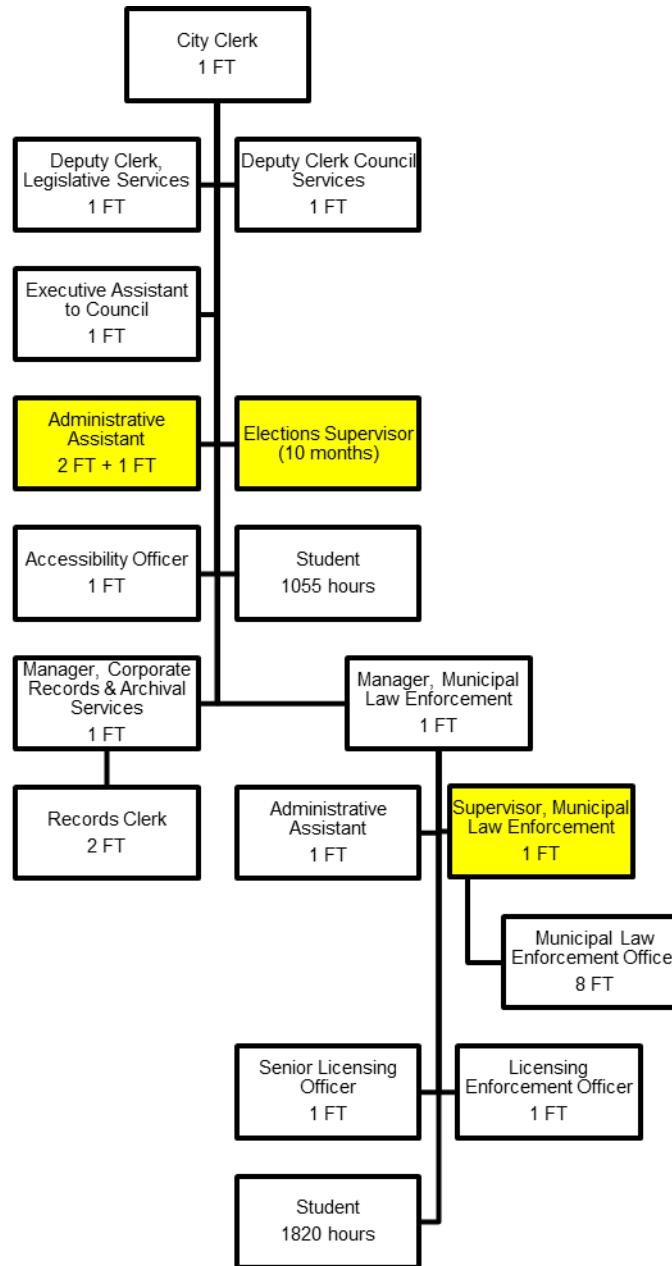 City Clerk
1 FT
Deputy Clerk,
Legislative Services
1 FT
Deputy Clerk Council
Services
1 FT
Executive Assistant
to Council
1 FT
Administrative
Assistant
2 FT + 1 FT
Elections Supervisor
(10 months)
Accessibility Officer
1 FT
Student
1055 hours
Manager, Corporate
Records & Archival
Services
1 FT
Manager, Municipal
Law Enforcement
1 FT
Records Clerk
2 FT
Administrative
Assistant
1 FT
Supervisor, Municipal
Law Enforcement
1 FT
Municipal Law
Enforcement Office
8 FT
Senior Licensing
Officer
1 FT
Licensing
Enforcement Officer
1 FT
Student
1820 hours